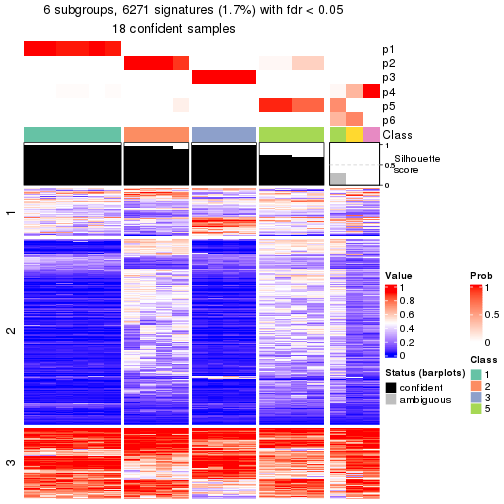 6 subgroups, 6271 signatures (1.7%) with fdr < 0.05
18 confident samples
p1
p2
p3
p4
p5
p6
Class
1
0.5
0
Silhouette
score
1
2
3
Value
1
0.8
0.6
0.4
0.2
0
Prob
1
0.5
0
Status (barplots)
confident
ambiguous
Class
1
2
3
5